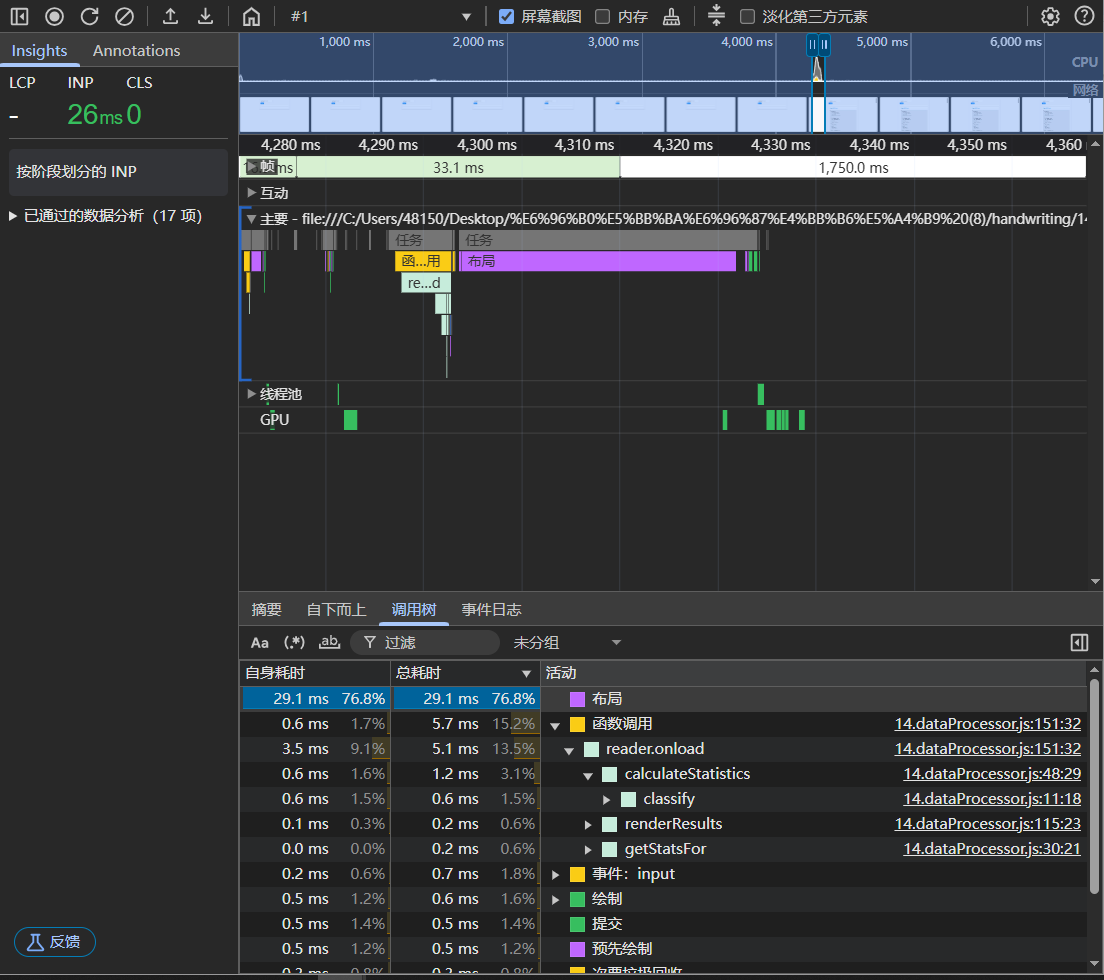 #1 屏幕截图 内存 淡化第三方元素
Insights Annotations
LCP INP CLS
- 26ms 0
按阶段划分的 INP
已通过的数据分析（17 项）
反馈
1,000 ms 2,000 ms 3,000 ms 4,000 ms 5,000 ms 6,000 ms
CPU
网络
4,280 ms 4,290 ms 4,300 ms 4,310 ms 4,320 ms 4,330 ms 4,340 ms 4,350 ms 4,360
帧 ms 33.1 ms 1,750.0 ms
互动
主要 - file:///C:/Users/48150/Desktop/%E6%96%B0%E5%BB%BA%E6%96%87%E4%BB%B6%E5%A4%B9%20(8)/handwriting/14
任务 任务
函…用 布局
re…d
线程池
GPU
摘要 自下而上 调用树 事件日志
Aa (.*) ab 过滤 未分组
自身耗时 总耗时 活动
29.1 ms 76.8% 29.1 ms 76.8% 布局
0.6 ms 1.7% 5.7 ms 15.2% 函数调用 14.dataProcessor.js:151:32
3.5 ms 9.1% 5.1 ms 13.5% reader.onload 14.dataProcessor.js:151:32
0.6 ms 1.6% 1.2 ms 3.1% calculateStatistics 14.dataProcessor.js:48:29
0.6 ms 1.5% 0.6 ms 1.5% classify 14.dataProcessor.js:11:18
0.1 ms 0.3% 0.2 ms 0.6% renderResults 14.dataProcessor.js:115:23
0.0 ms 0.0% 0.2 ms 0.6% getStatsFor 14.dataProcessor.js:30:21
0.2 ms 0.6% 0.7 ms 1.8% 事件：input
0.5 ms 1.2% 0.6 ms 1.6% 绘制
0.5 ms 1.4% 0.5 ms 1.4% 提交
0.5 ms 1.2% 0.5 ms 1.2% 预先绘制
0.3 ms 0.8% 0.3 ms 0.8% 次要垃圾回收